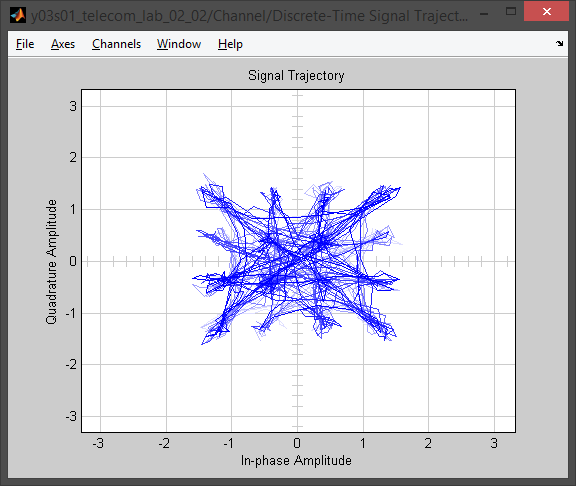 y03s01_telecom_lab_02_02/Channel/Discrete-Time Signal Traject...
File Axes Channels Window Help
Signal Trajectory
3
2
1
0
-1
-2
-3
Quadrature Amplitude
-3 -2 -1 0 1 2 3
In-phase Amplitude